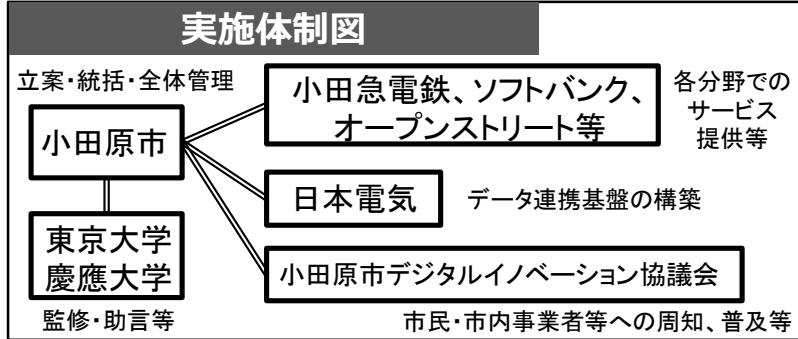 実施体制図
立案・統括・全体管理
小田原市
東京大学
慶應大学
監修・助言等
小田急電鉄、ソフトバンク、
オープンストリート等
各分野での
サービス
提供等
日本電気
データ連携基盤の構築
小田原市デジタルイノベーション協議会
市民・市内事業者等への周知、普及等